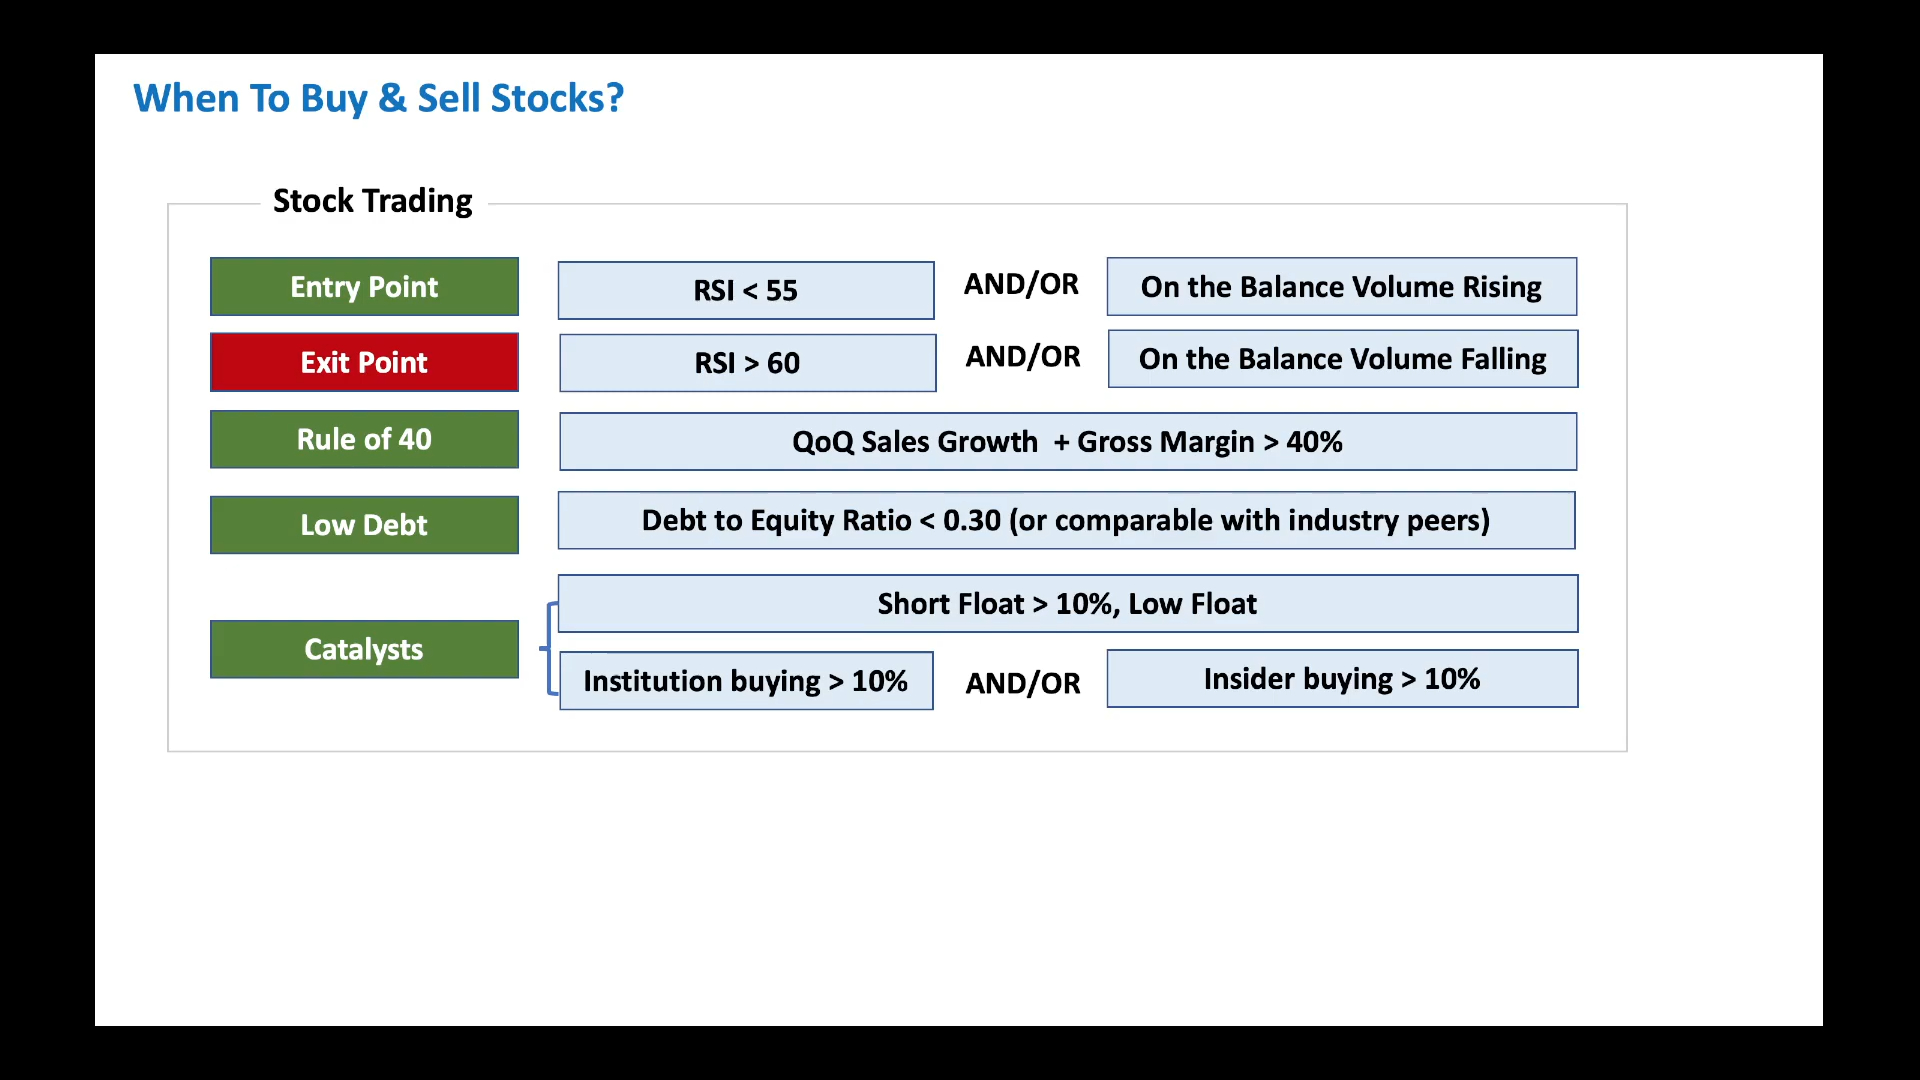 When To Buy & Sell Stocks?
Stock Trading
Entry Point
RSI < 55
AND/OR
On the Balance Volume Rising
Exit Point
RSI > 60
AND/OR
On the Balance Volume Falling
Rule of 40
QoQ Sales Growth  + Gross Margin > 40%
Low Debt
Debt to Equity Ratio < 0.30 (or comparable with industry peers)
Catalysts
Short Float > 10%, Low Float
Institution buying > 10%
AND/OR
Insider buying > 10%